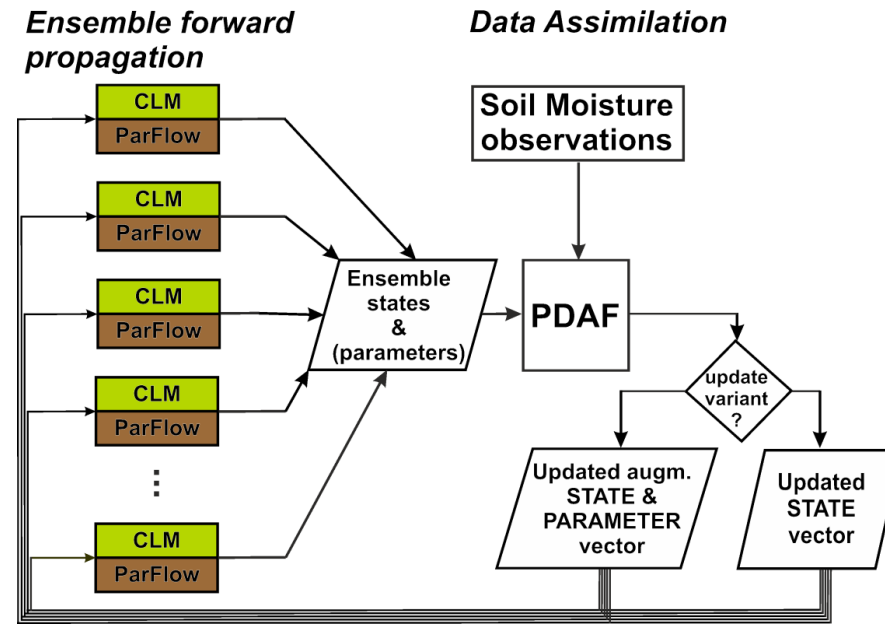 Ensemble forward
propagation
Data Assimilation
CLM
ParFlow
CLM
ParFlow
CLM
ParFlow
CLM
ParFlow
...
CLM
ParFlow
Ensemble
states
&
(parameters)
Soil Moisture
observations
PDAF
update
variant
?
Updated augm.
STATE &
PARAMETER
vector
Updated
STATE
vector